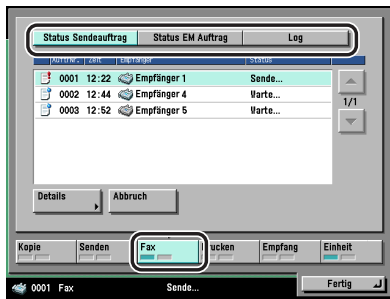 Status Sendeauftrag Status EM Auftrag Log
AuftNr. Zeit Empfänger Status
0001 12:22 Empfänger 1 Sende...
0002 12:44 Empfänger 4 Warte...
0003 12:52 Empfänger 5 Warte...
1/1
Details Abbruch
Kopie Senden Fax rucken Empfang Einheit
0001 Fax Sende... Fertig